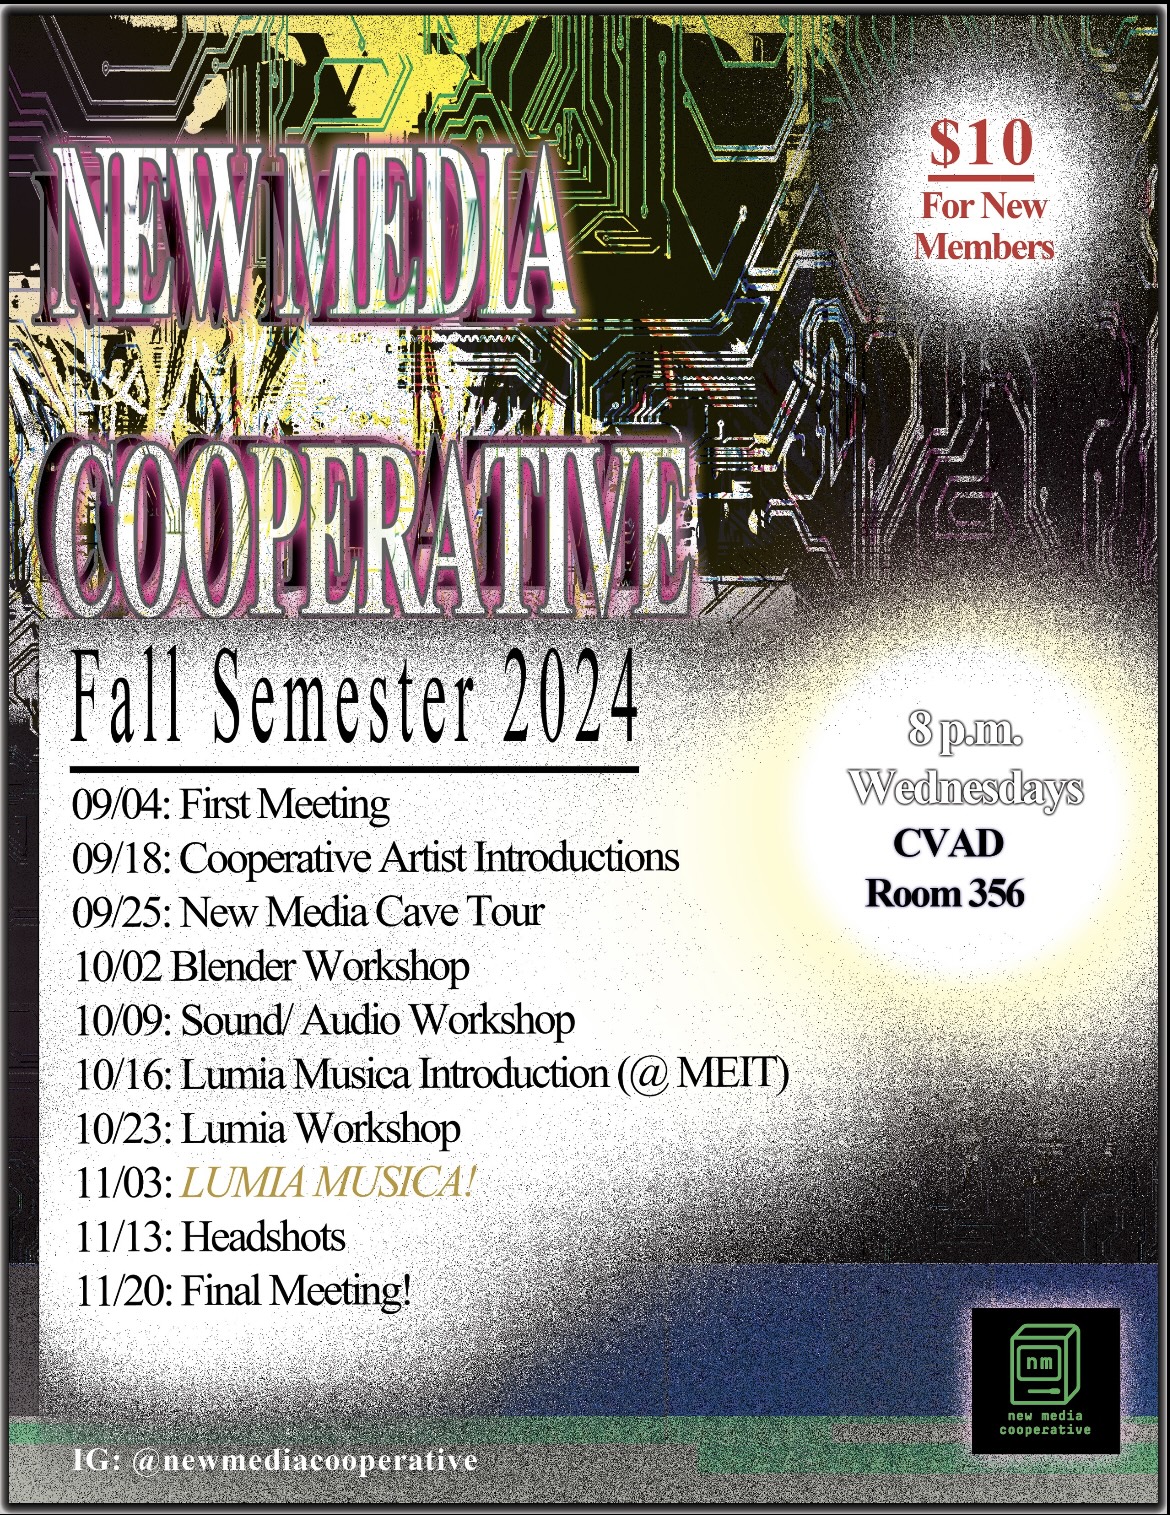 $10
For New
Members
NEW MEDIA
COOPERATIVE
Fall Semester 2024
8 p.m.
Wednesdays
CVAD
Room 356
09/04: First Meeting
09/18: Cooperative Artist Introductions
09/25: New Media Cave Tour
10/02 Blender Workshop
10/09: Sound/ Audio Workshop
10/16: Lumia Musica Introduction (@ MEIT)
10/23: Lumia Workshop
11/03: LUMIA MUSICA!
11/13: Headshots
11/20: Final Meeting!
nm
new media
cooperative
IG: @newmediacooperative